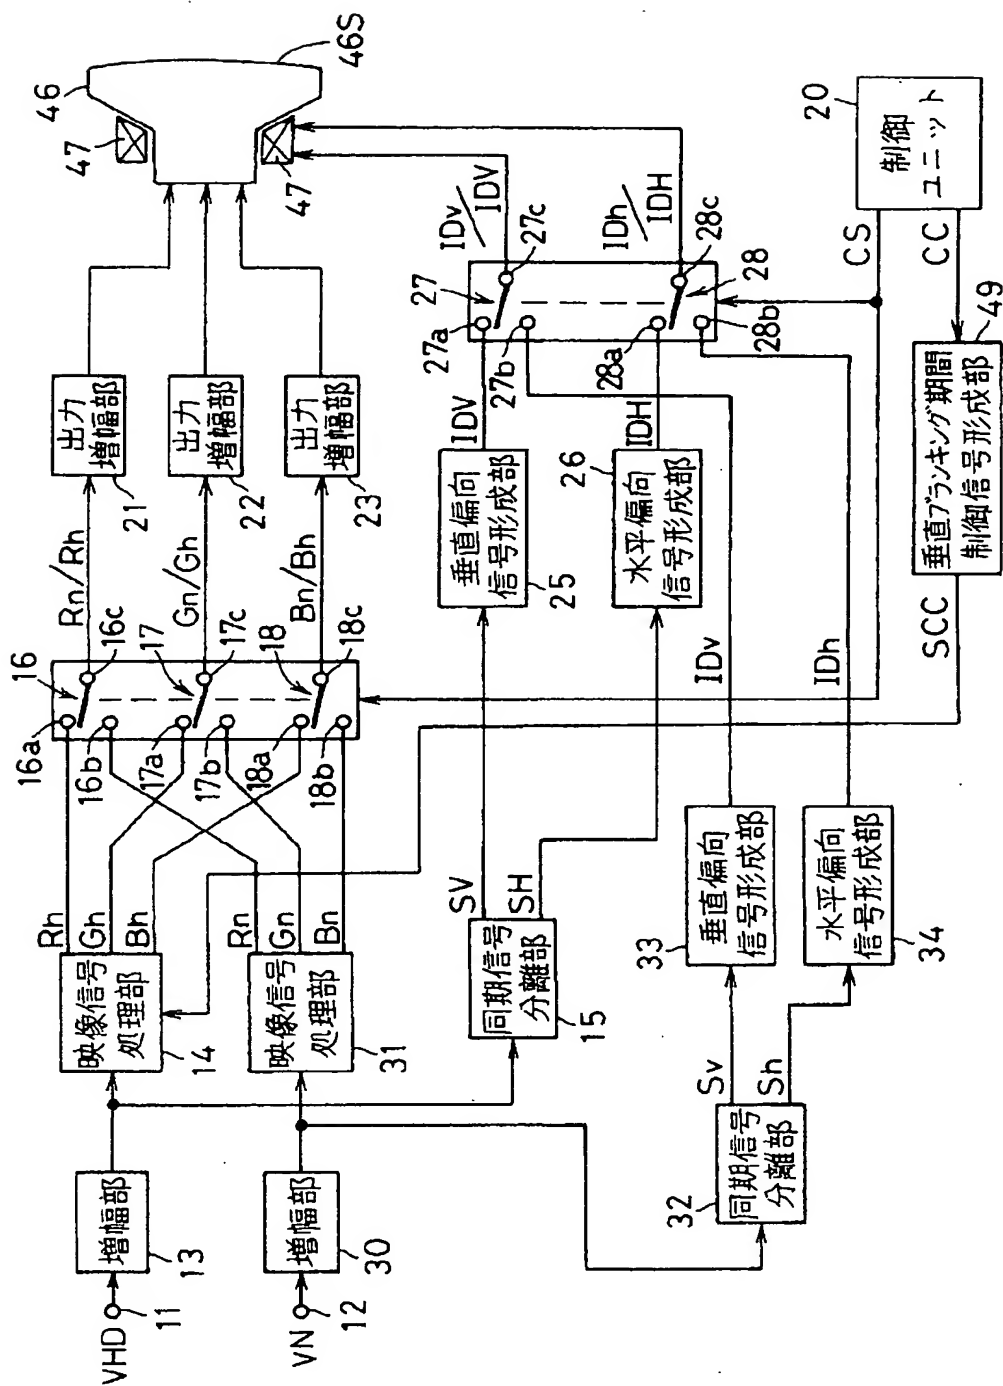 VHD
11
増幅部
13
映像信号
処理部
14
Rh
Gh
Bh
16a
16b
17a
17b
18a
18b
16
16c
17
17c
18
18c
Rn/Rh
Gn/Gh
Bn/Bh
出力
増幅部
21
出力
増幅部
22
出力
増幅部
23
46
46S
47
47
VN
12
増幅部
30
映像信号
処理部
31
Rn
Gn
Bn
同期信号
分離部
15
SV
SH
垂直偏向
信号形成部
25
水平偏向
信号形成部
26
IDV
IDH
27a
27b
27
27c
28a
28b
28
28c
IDv/IDV
IDh/IDH
同期信号
分離部
32
Sv
Sh
垂直偏向
信号形成部
33
水平偏向
信号形成部
34
IDv
IDh
SCC
垂直ブランキング期間
制御信号形成部
49
CS
CC
制御
ユニット
20